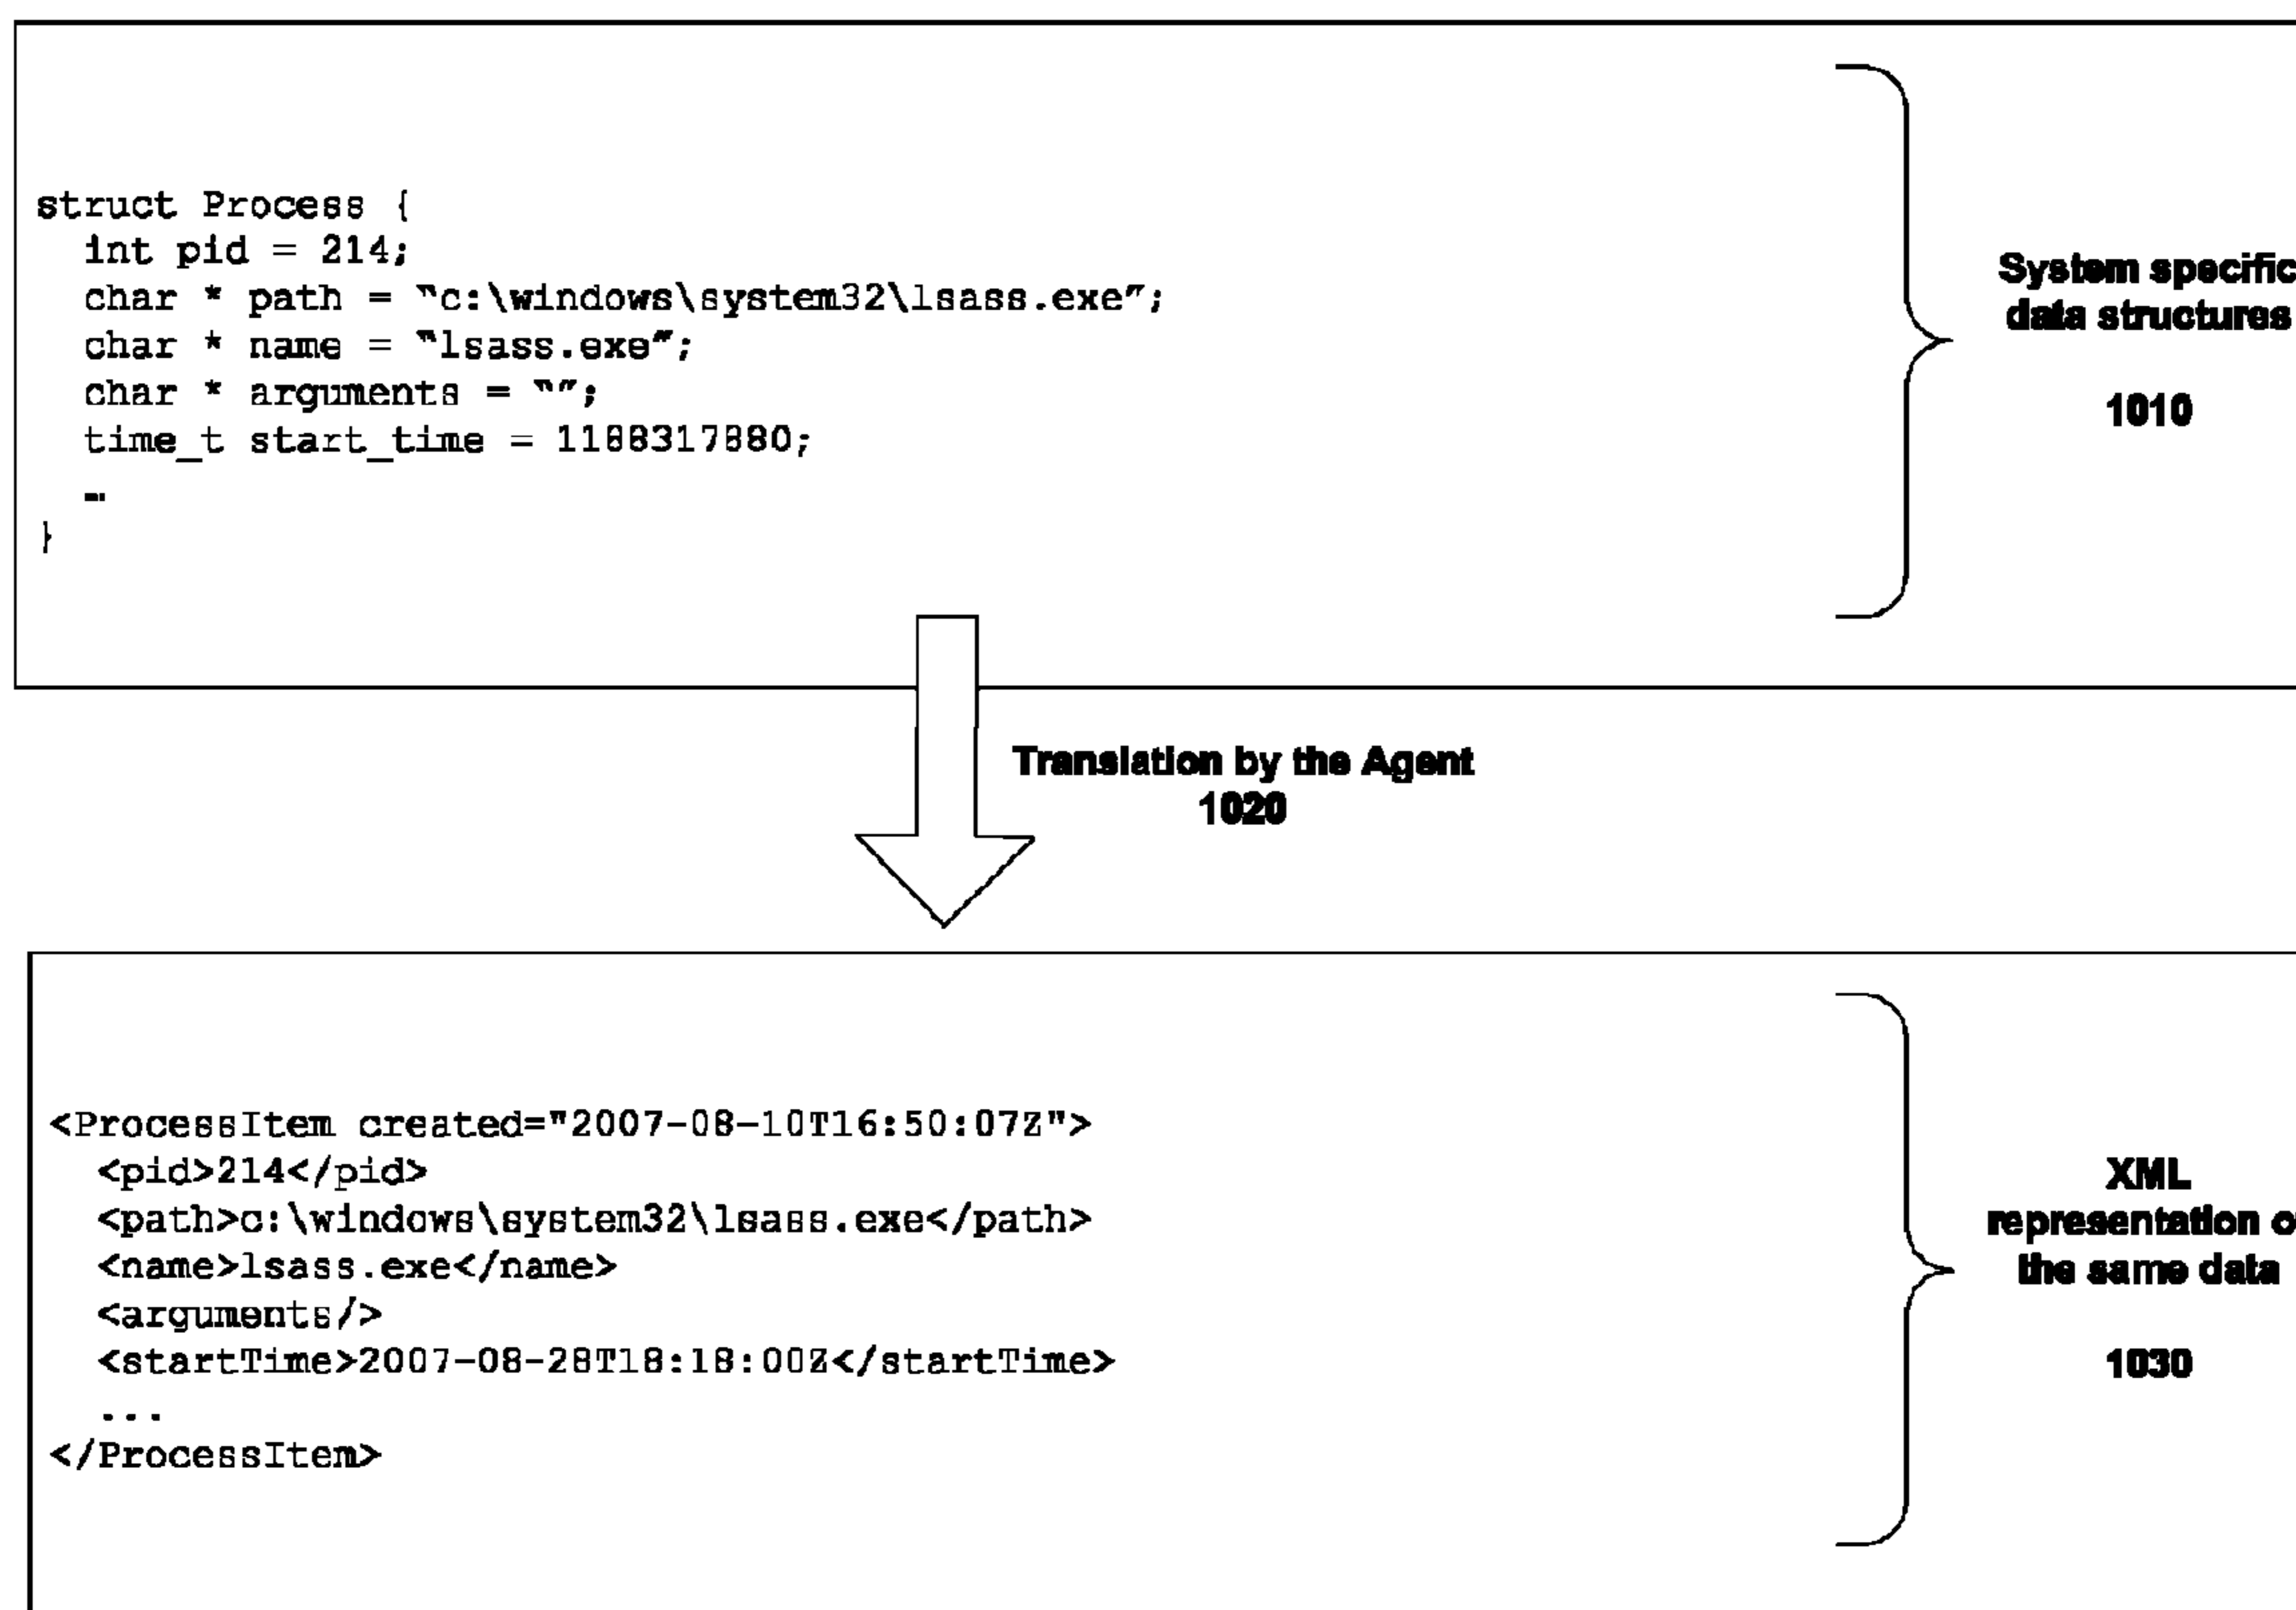 struct Process {
int pid = 214;
char * path = "c:\windows\system32\lsass.exe";
char * name = "lsass.exe";
char * arguments = "";
time_t start_time = 1188317880;
…
}
System specific
data structures
1010
Translation by the Agent
1020
<ProcessItem created="2007-08-10T16:50:07Z">
<pid>214</pid>
<path>c:\windows\system32\lsass.exe</path>
<name>lsass.exe</name>
<arguments/>
<startTime>2007-08-28T18:18:00Z</startTime>
...
</ProcessItem>
XML
representation of
the same data
1030